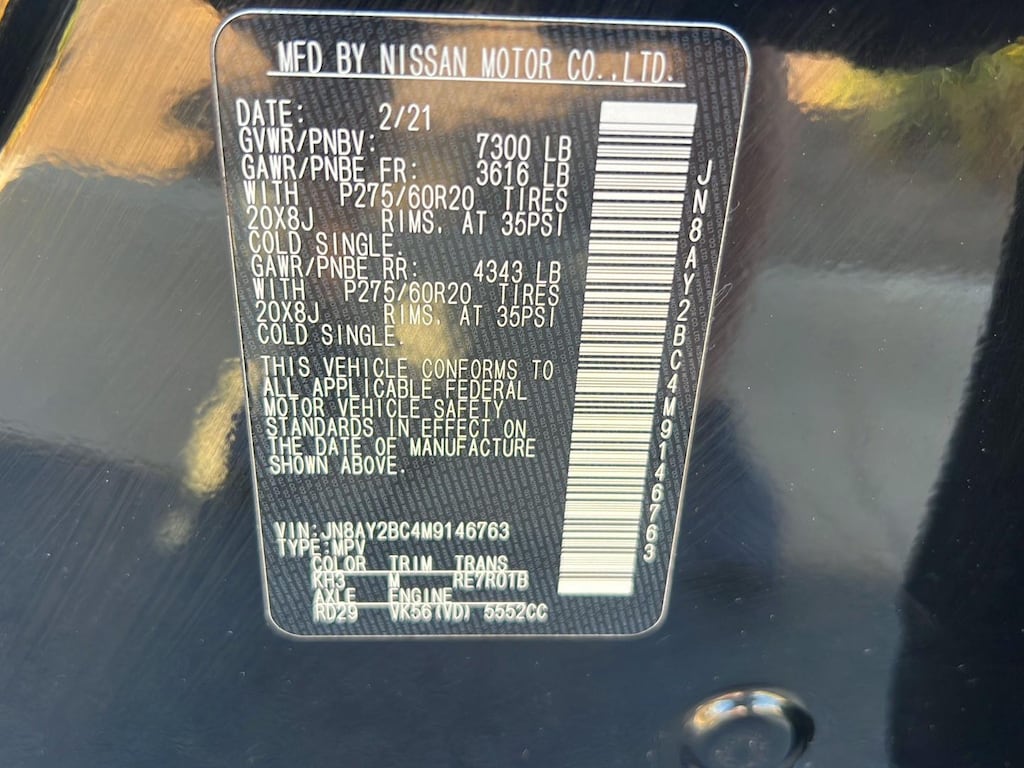 MFD BY NISSAN MOTOR CO.,LTD.
DATE: 2/21
GVWR/PNBV: 7300 LB
GAWR/PNBE FR: 3616 LB
WITH P275/60R20 TIRES
20X8J RIMS, AT 35PSI
COLD SINGLE.
GAWR/PNBE RR: 4343 LB
WITH P275/60R20 TIRES
20X8J RIMS, AT 35PSI
COLD SINGLE.
THIS VEHICLE CONFORMS TO
ALL APPLICABLE FEDERAL
MOTOR VEHICLE SAFETY
STANDARDS IN EFFECT ON
THE DATE OF MANUFACTURE
SHOWN ABOVE.
VIN:JN8AY2BC4M9146763
TYPE:MPV
COLOR TRIM TRANS
KH3 M RE7R01B
AXLE ENGINE
RD29 VK56(VD) 5552CC
JN8AY2BC4M9146763